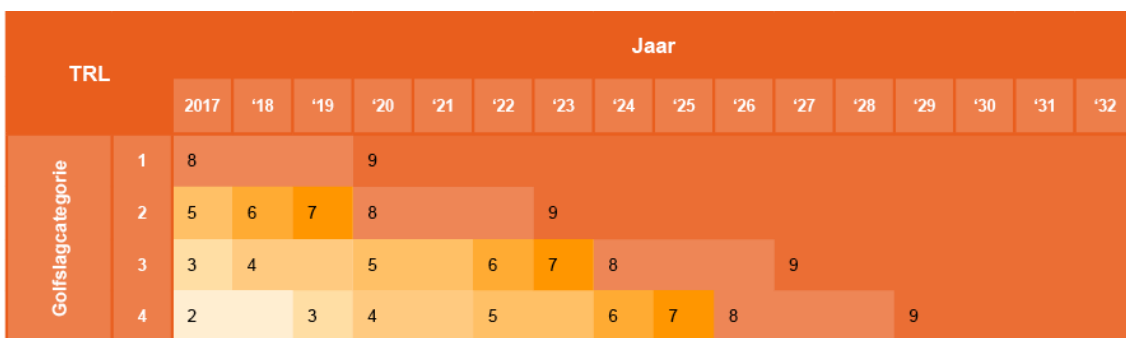 Jaar
TRL
2017 ‘18 ‘19 ‘20 ‘21 ‘22 ‘23 ‘24 ‘25 ‘26 ‘27 ‘28 ‘29 ‘30 ‘31 ‘32
Golfslagcategorie
1 8 9
2 5 6 7 8 9
3 3 4 5 6 7 8 9
4 2 3 4 5 6 7 8 9